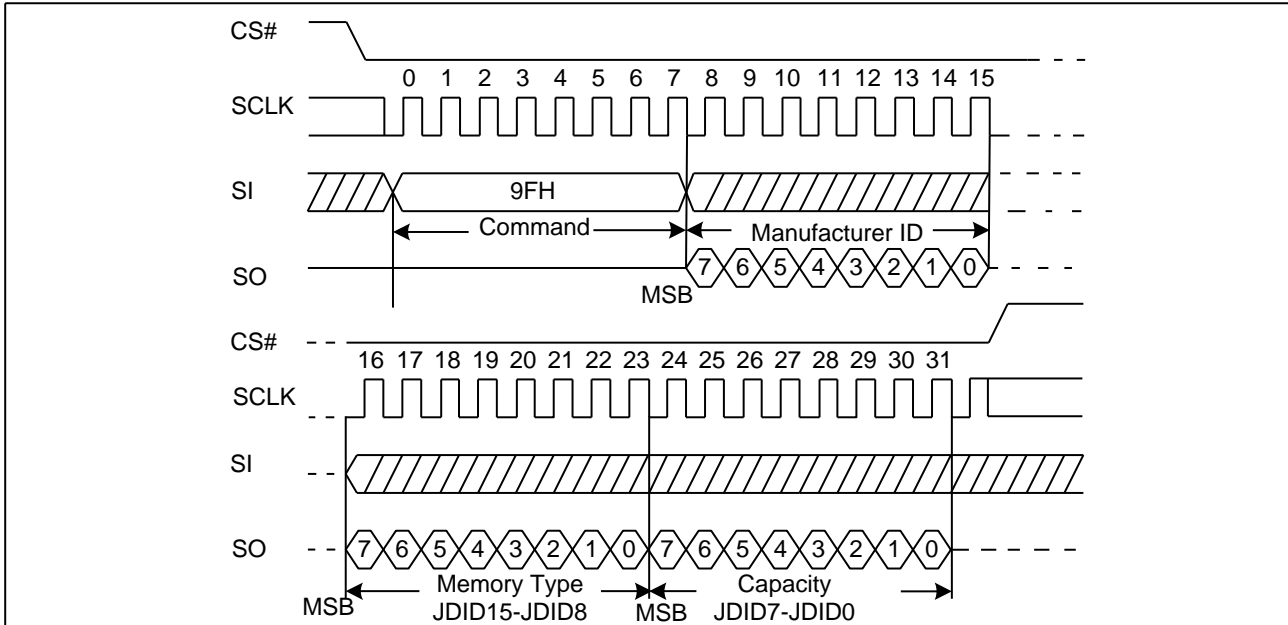 CS#
0 1 2 3 4 5 6 7 8 9 10 11 12 13 14 15
SCLK
SI
9FH
Command
Manufacturer ID
SO
7 6 5 4 3 2 1 0
MSB
CS#
16 17 18 19 20 21 22 23 24 25 26 27 28 29 30 31
SCLK
SI
SO
7 6 5 4 3 2 1 0 7 6 5 4 3 2 1 0
Memory Type Capacity
MSB JDID15-JDID8 MSB JDID7-JDID0